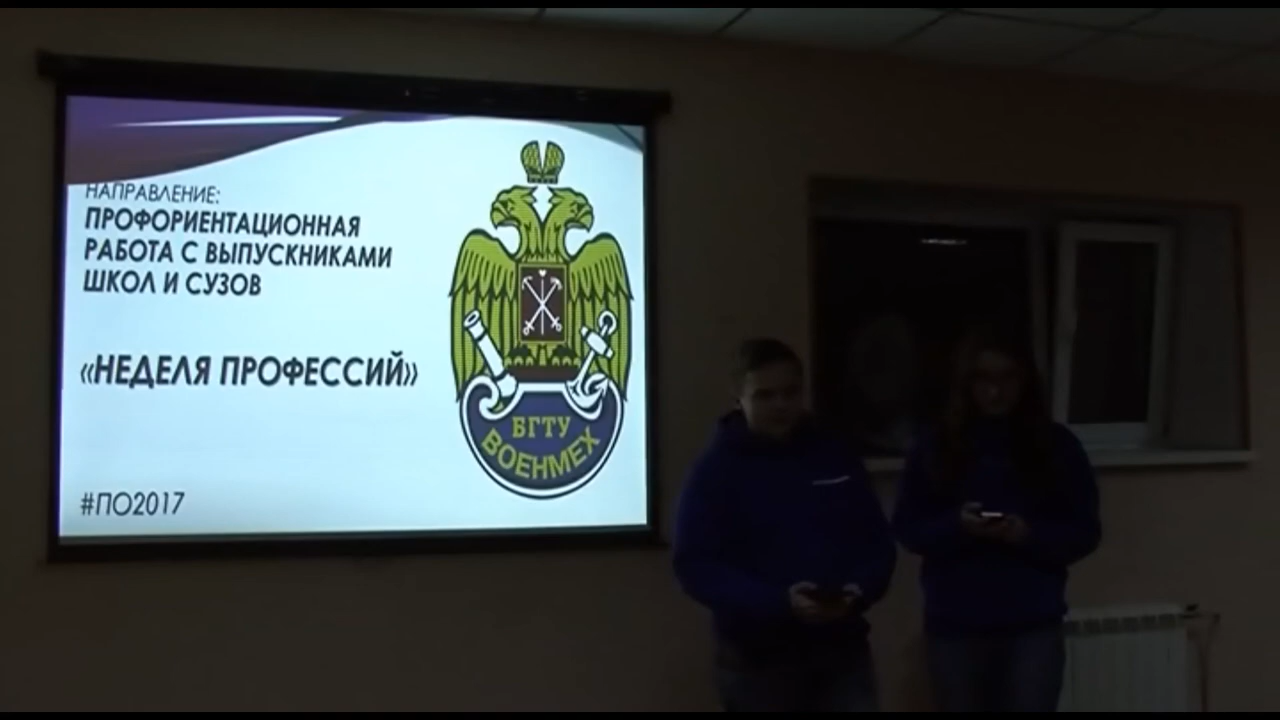 НАПРАВЛЕНИЕ:
ПРОФОРИЕНТАЦИОННАЯ
РАБОТА С ВЫПУСКНИКАМИ
ШКОЛ И СУЗОВ
«НЕДЕЛЯ ПРОФЕССИЙ»
#ПО2017
БГТУ
ВОЕНМЕХ